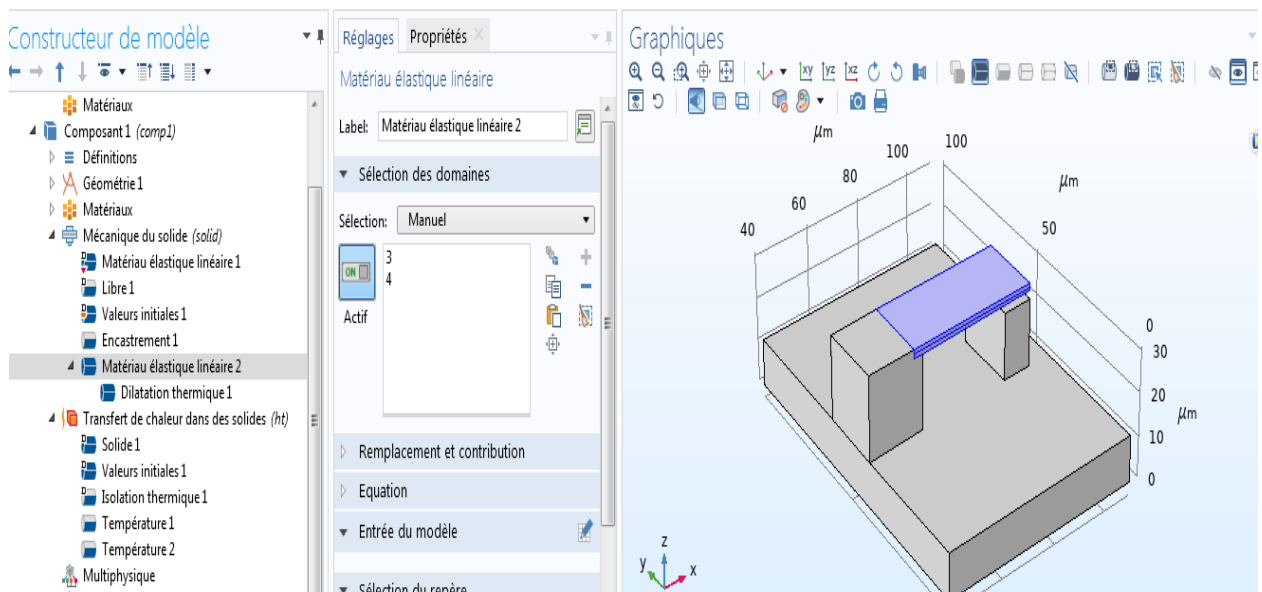 Constructeur de modèle
Matériaux
Composant 1 (comp1)
Définitions
Géométrie 1
Matériaux
Mécanique du solide (solid)
Matériau élastique linéaire 1
Libre 1
Valeurs initiales 1
Encastrement 1
Matériau élastique linéaire 2
Dilatation thermique 1
Transfert de chaleur dans des solides (ht)
Solide 1
Valeurs initiales 1
Isolation thermique 1
Température 1
Température 2
Multiphysique
Réglages Propriétés
Matériau élastique linéaire
Label: Matériau élastique linéaire 2
Sélection des domaines
Sélection: Manuel
ON
3
4
Actif
Remplacement et contribution
Equation
Entrée du modèle
Sélection du repère
Graphiques
xy yz xz
µm
100
100
80
µm
60
50
40
0
30
20
µm
10
0
z
y
x